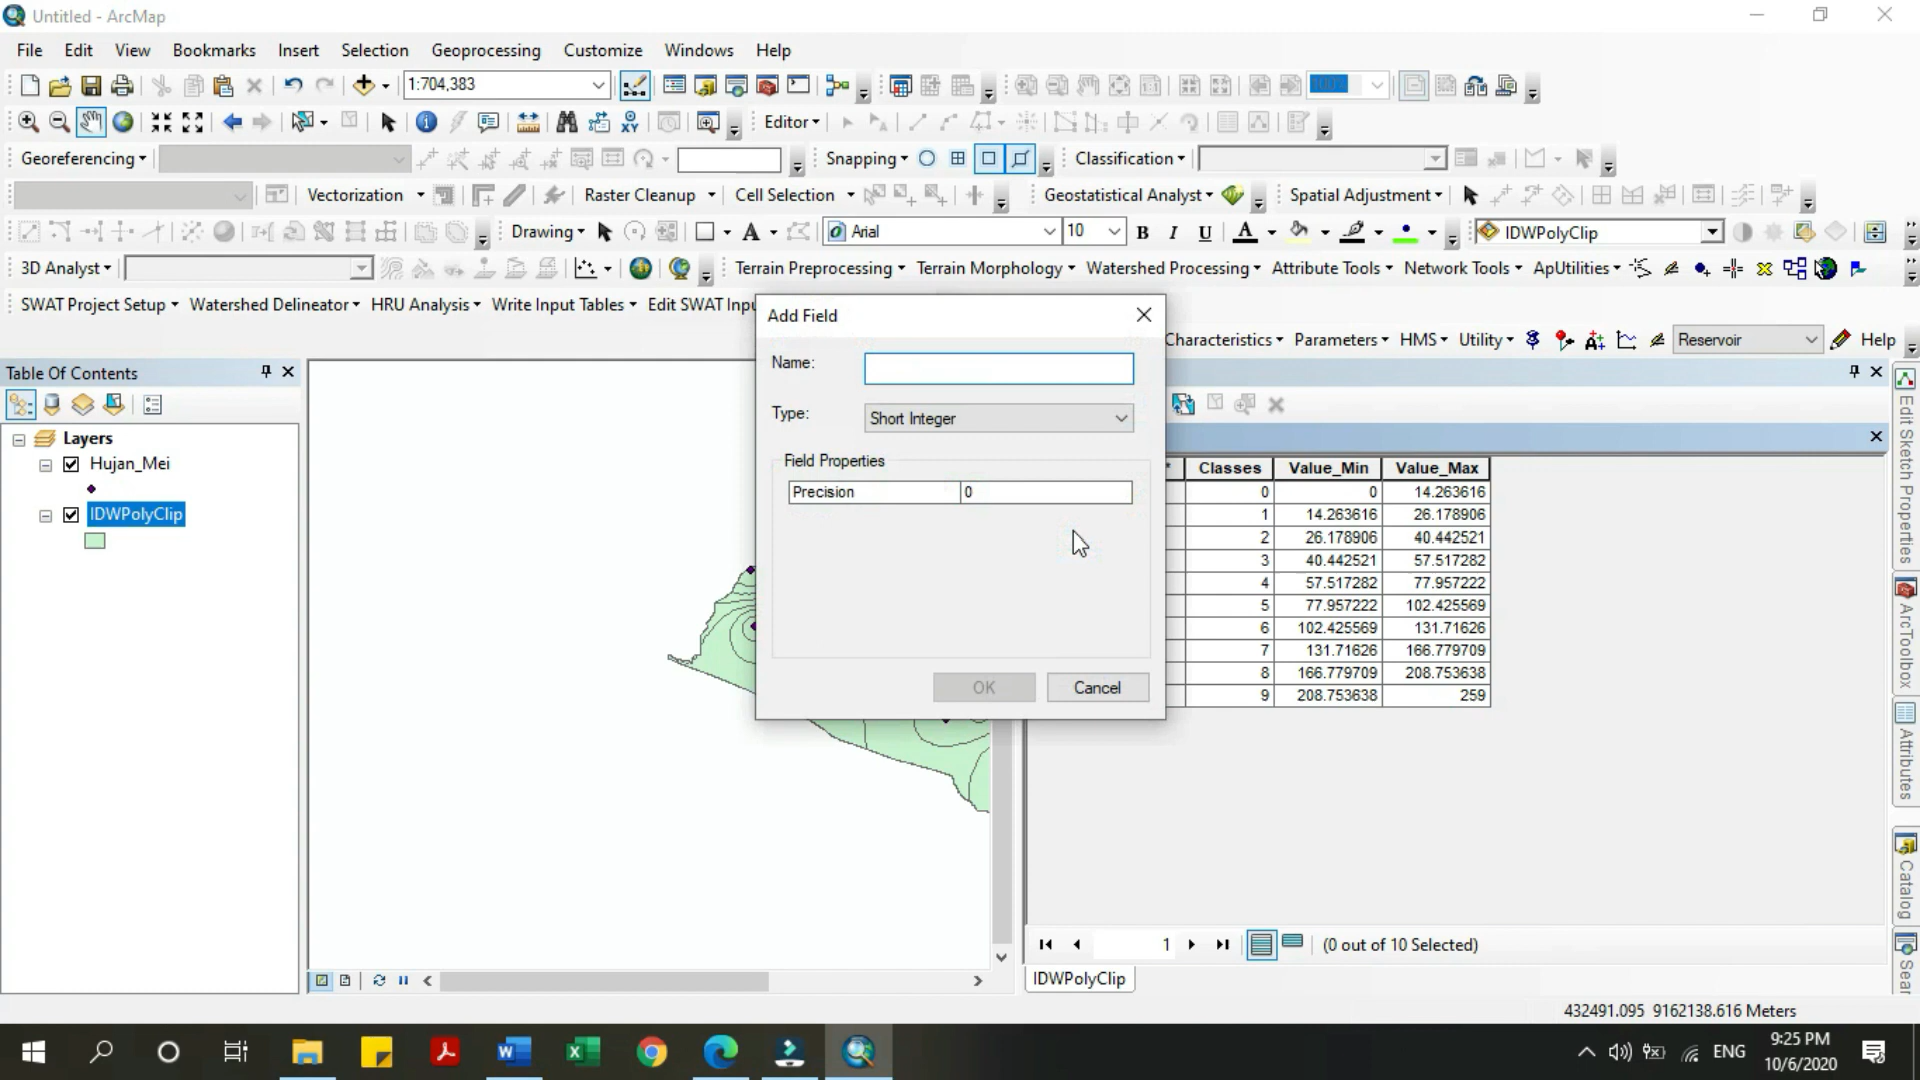 Untitled - ArcMap
File Edit View Bookmarks Insert Selection Geoprocessing Customize Windows Help
1:704,383
Editor
Georeferencing Snapping Classification
Vectorization Raster Cleanup Cell Selection Geostatistical Analyst Spatial Adjustment
Drawing A Arial 10 B I U A IDWPolyClip
3D Analyst Terrain Preprocessing Terrain Morphology Watershed Processing Attribute Tools Network Tools ApUtilities
SWAT Project Setup Watershed Delineator HRU Analysis Write Input Tables Edit SWAT Inpu
Characteristics Parameters HMS Utility Reservoir Help
Table Of Contents
Layers
Hujan_Mei
IDWPolyClip
Add Field
Name:
Type: Short Integer
Field Properties
Precision 0
OK Cancel
Classes Value_Min Value_Max
0 0 14.263616
1 14.263616 26.178906
2 26.178906 40.442521
3 40.442521 57.517282
4 57.517282 77.957222
5 77.957222 102.425569
6 102.425569 131.71626
7 131.71626 166.779709
8 166.779709 208.753638
9 208.753638 259
1 (0 out of 10 Selected)
IDWPolyClip
Edit Sketch Properties
ArcToolbox
Attributes
Catalog
Sear
432491.095 9162138.616 Meters
ENG
9:25 PM
10/6/2020